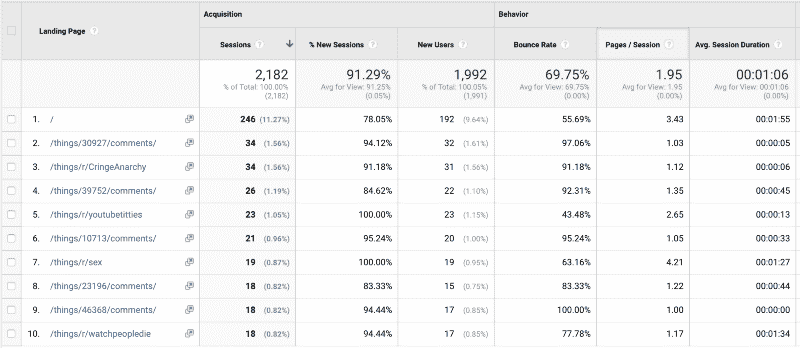 Landing Page ?
Acquisition
Behavior
Sessions ? ↓
% New Sessions ?
New Users ?
Bounce Rate ?
Pages / Session ?
Avg. Session Duration ?
2,182
% of Total: 100.00%
(2,182)
91.29%
Avg for View: 91.25%
(0.05%)
1,992
% of Total: 100.05%
(1,991)
69.75%
Avg for View: 69.75%
(0.00%)
1.95
Avg for View: 1.95
(0.00%)
00:01:06
Avg for View: 00:01:06
(0.00%)
1. / 246 (11.27%) 78.05% 192 (9.64%) 55.69% 3.43 00:01:55
2. /things/30927/comments/ 34 (1.56%) 94.12% 32 (1.61%) 97.06% 1.03 00:00:05
3. /things/r/CringeAnarchy 34 (1.56%) 91.18% 31 (1.56%) 91.18% 1.12 00:00:06
4. /things/39752/comments/ 26 (1.19%) 84.62% 22 (1.10%) 92.31% 1.35 00:00:45
5. /things/r/youtubetitties 23 (1.05%) 100.00% 23 (1.15%) 43.48% 2.65 00:00:13
6. /things/10713/comments/ 21 (0.96%) 95.24% 20 (1.00%) 95.24% 1.05 00:00:33
7. /things/r/sex 19 (0.87%) 100.00% 19 (0.95%) 63.16% 4.21 00:01:27
8. /things/23196/comments/ 18 (0.82%) 83.33% 15 (0.75%) 83.33% 1.22 00:00:44
9. /things/46368/comments/ 18 (0.82%) 94.44% 17 (0.85%) 100.00% 1.00 00:00:00
10. /things/r/watchpeopledie 18 (0.82%) 94.44% 17 (0.85%) 77.78% 1.17 00:01:34